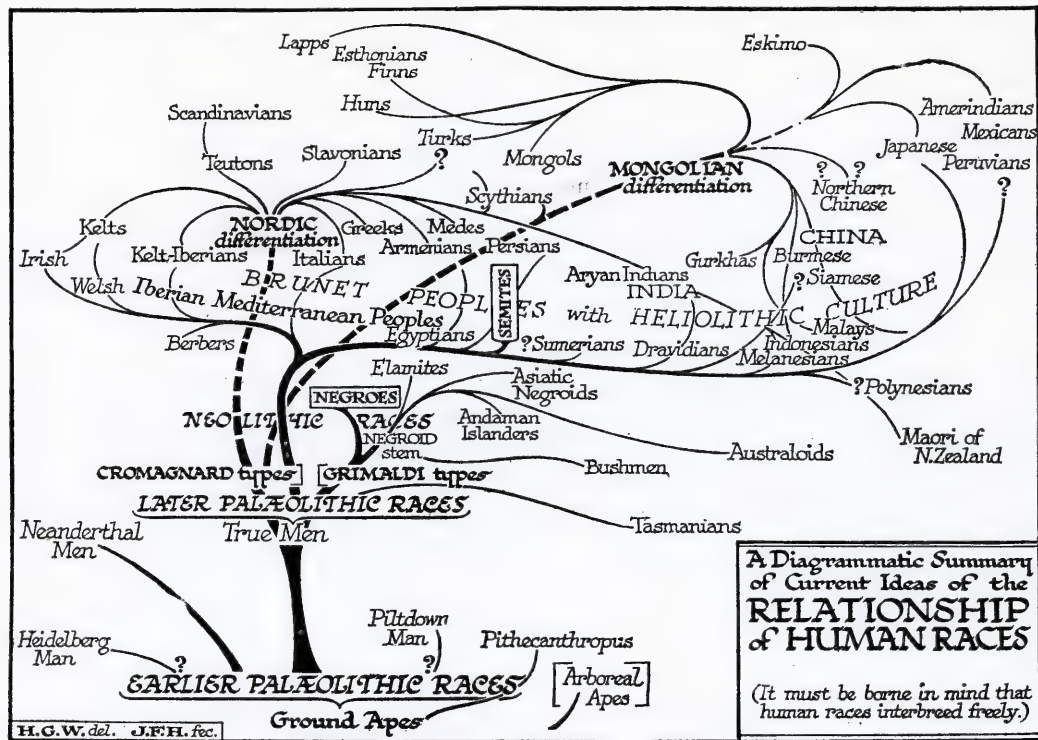 Lapps
Esthonians
Finns
Eskimo
Huns
Amerindians
Mexicans
Scandinavians
Turks
Mongols
Japanese
Peruvians
Teutons
Slavonians
?
?
MONGOLIAN
differentiation
? ?
Northern
Chinese
Scythians
Kelts
NORDIC
differentiation
Greeks
Medes
Armenians
Persians
CHINA
Irish
Kelt-Iberians
Italians
Gurkhas
Burmese
Siamese
Aryan Indians
INDIA
?
Welsh
BRUNET PEOPLES with HELIOLITHIC CULTURE
Iberian Mediterranean Peoples
SEMITES
Egyptians
Malays
Indonesians
Melanesians
Berbers
? Sumerians
Dravidians
Elamites
Asiatic
Negroids
? Polynesians
NEGROES
NEOLITHIC RACES
NEGROID
stem
Andaman
Islanders
Maori of
N.Zealand
Australoids
Bushmen
CROMAGNARD types] [GRIMALDI types
LATER PALÆOLITHIC RACES
True Men
Tasmanians
Neanderthal
Men
Piltdown
Man
?
Pithecanthropus
Heidelberg
Man
?
EARLIER PALÆOLITHIC RACES
[Arboreal
Apes]
Ground Apes
A Diagrammatic Summary
of Current Ideas of the
RELATIONSHIP
of HUMAN RACES
(It must be borne in mind that
human races interbreed freely.)
H.G.W. del. J.F.H. fec.